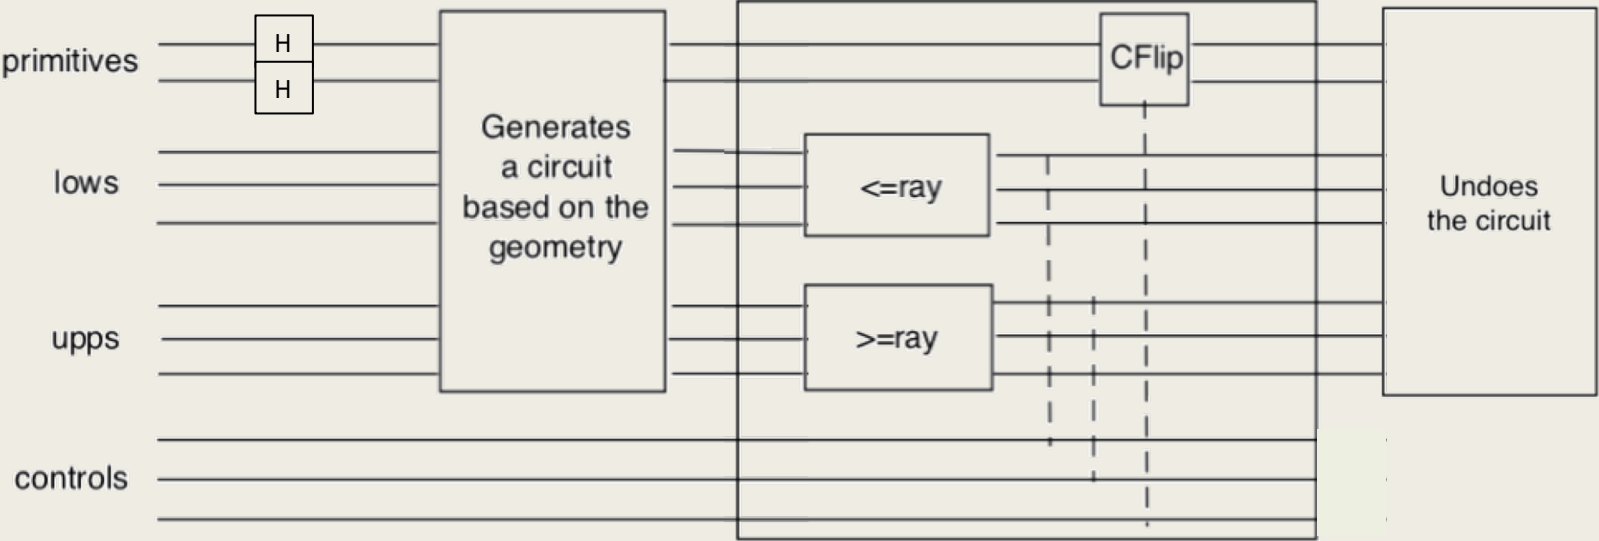 primitives
H
H
lows
upps
controls
Generates
a circuit
based on the
geometry
<=ray
>=ray
CFlip
Undoes
the circuit